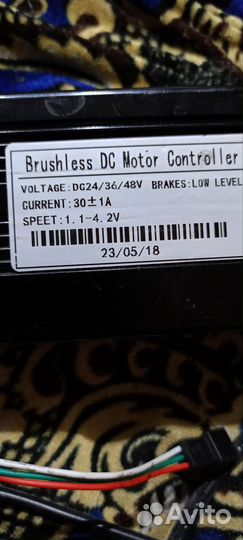 Brushless DC Motor Controller
VOLTAGE:DC24/36/48V BRAKES:LOW LEVEL
CURRENT:30±1A
SPEET:1.1-4.2V
23/05/18
Avito